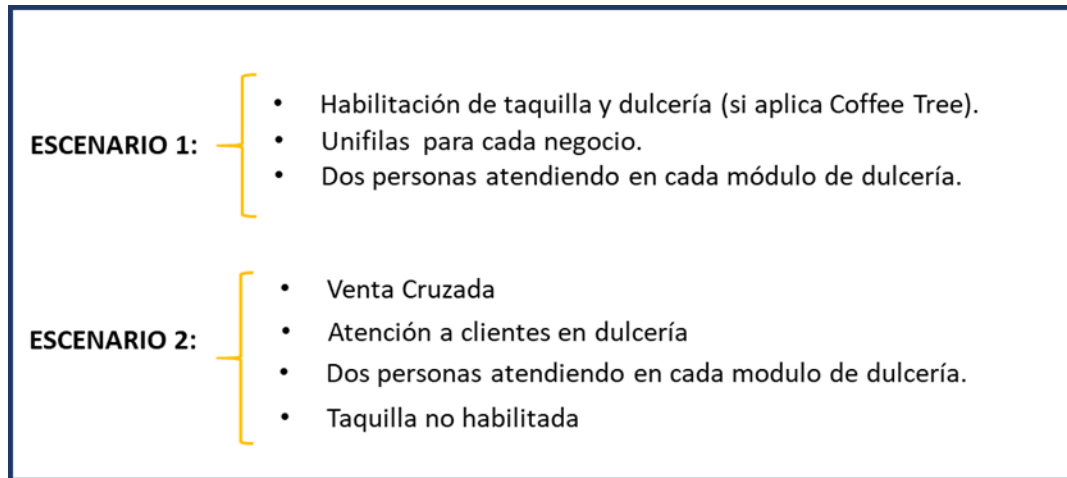 • Habilitación de taquilla y dulcería (si aplica Coffee Tree).
ESCENARIO 1:
• Unifilas para cada negocio.
• Dos personas atendiendo en cada módulo de dulcería.
• Venta Cruzada
• Atención a clientes en dulcería
ESCENARIO 2:
• Dos personas atendiendo en cada modulo de dulcería.
• Taquilla no habilitada